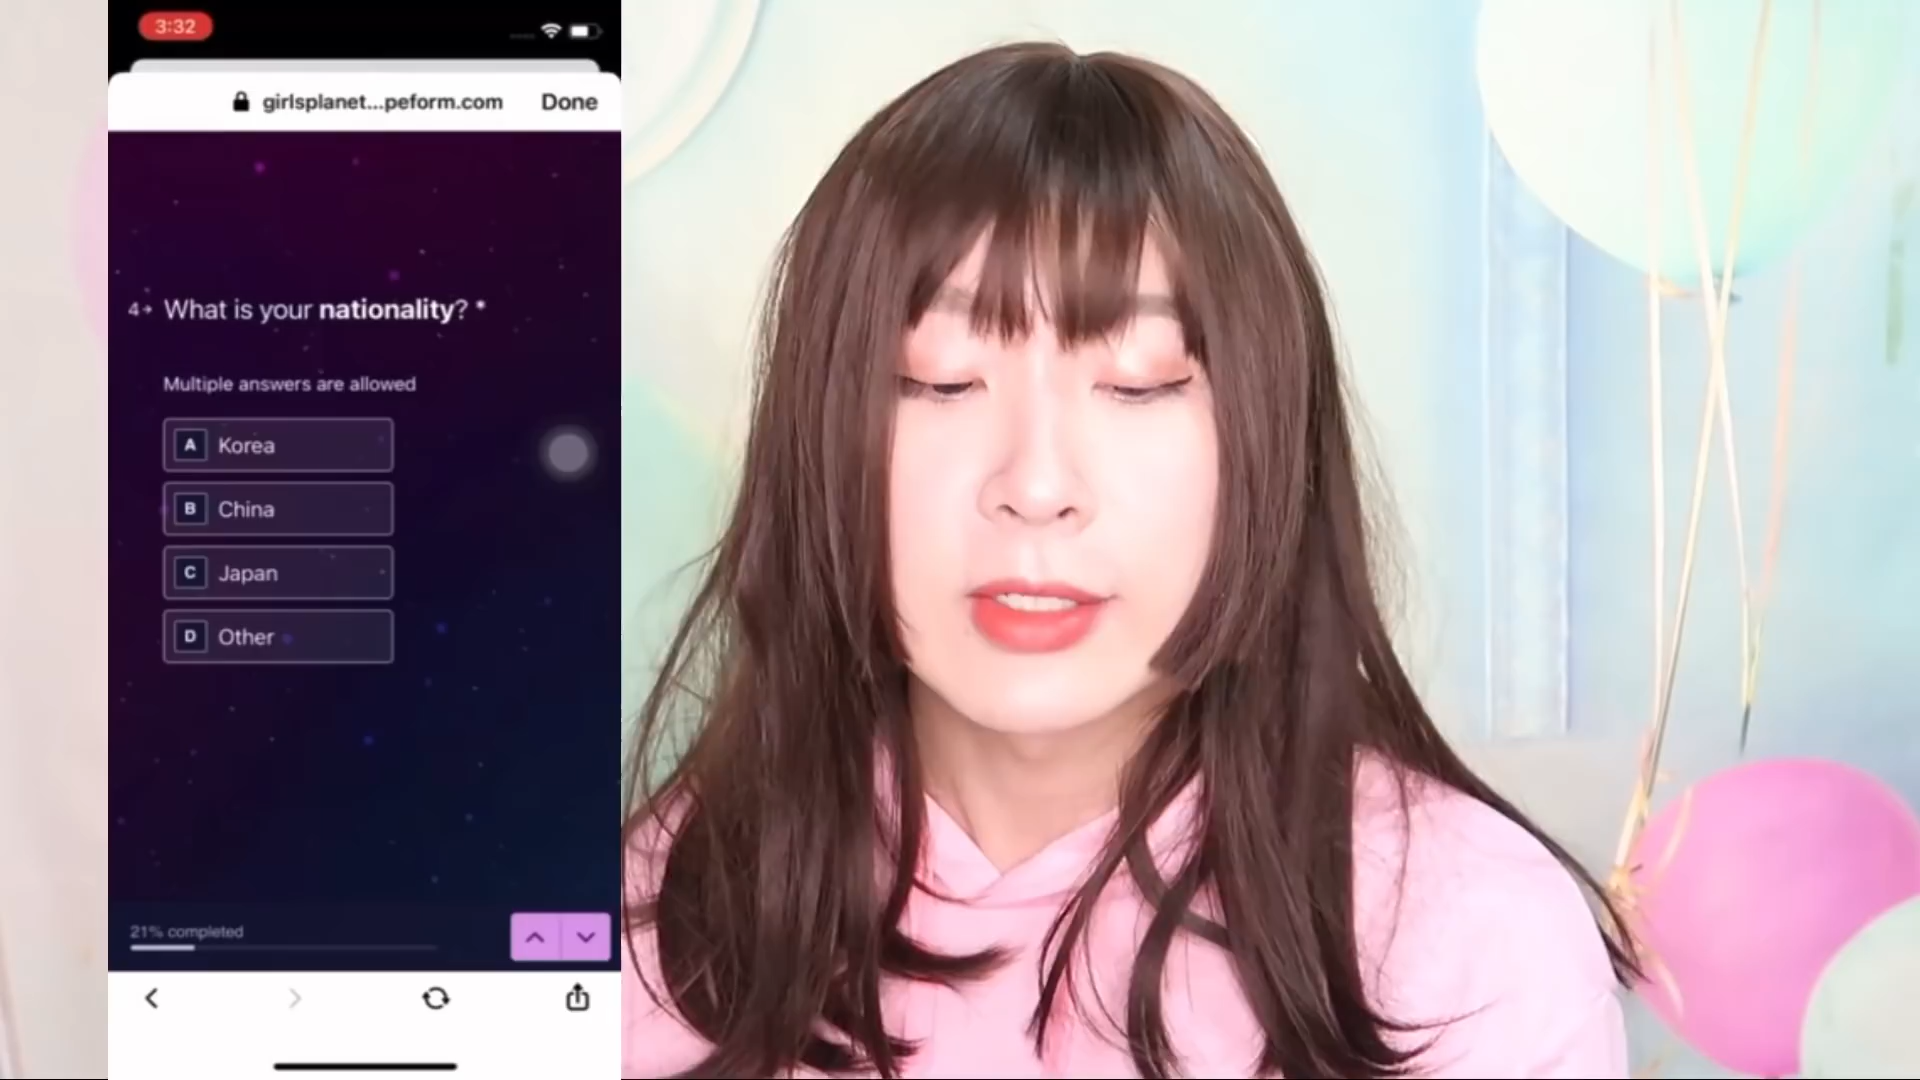 3:32
girlsplanet...peform.com
Done
4→ What is your nationality? *
Multiple answers are allowed
A Korea
B China
C Japan
D Other
21% completed